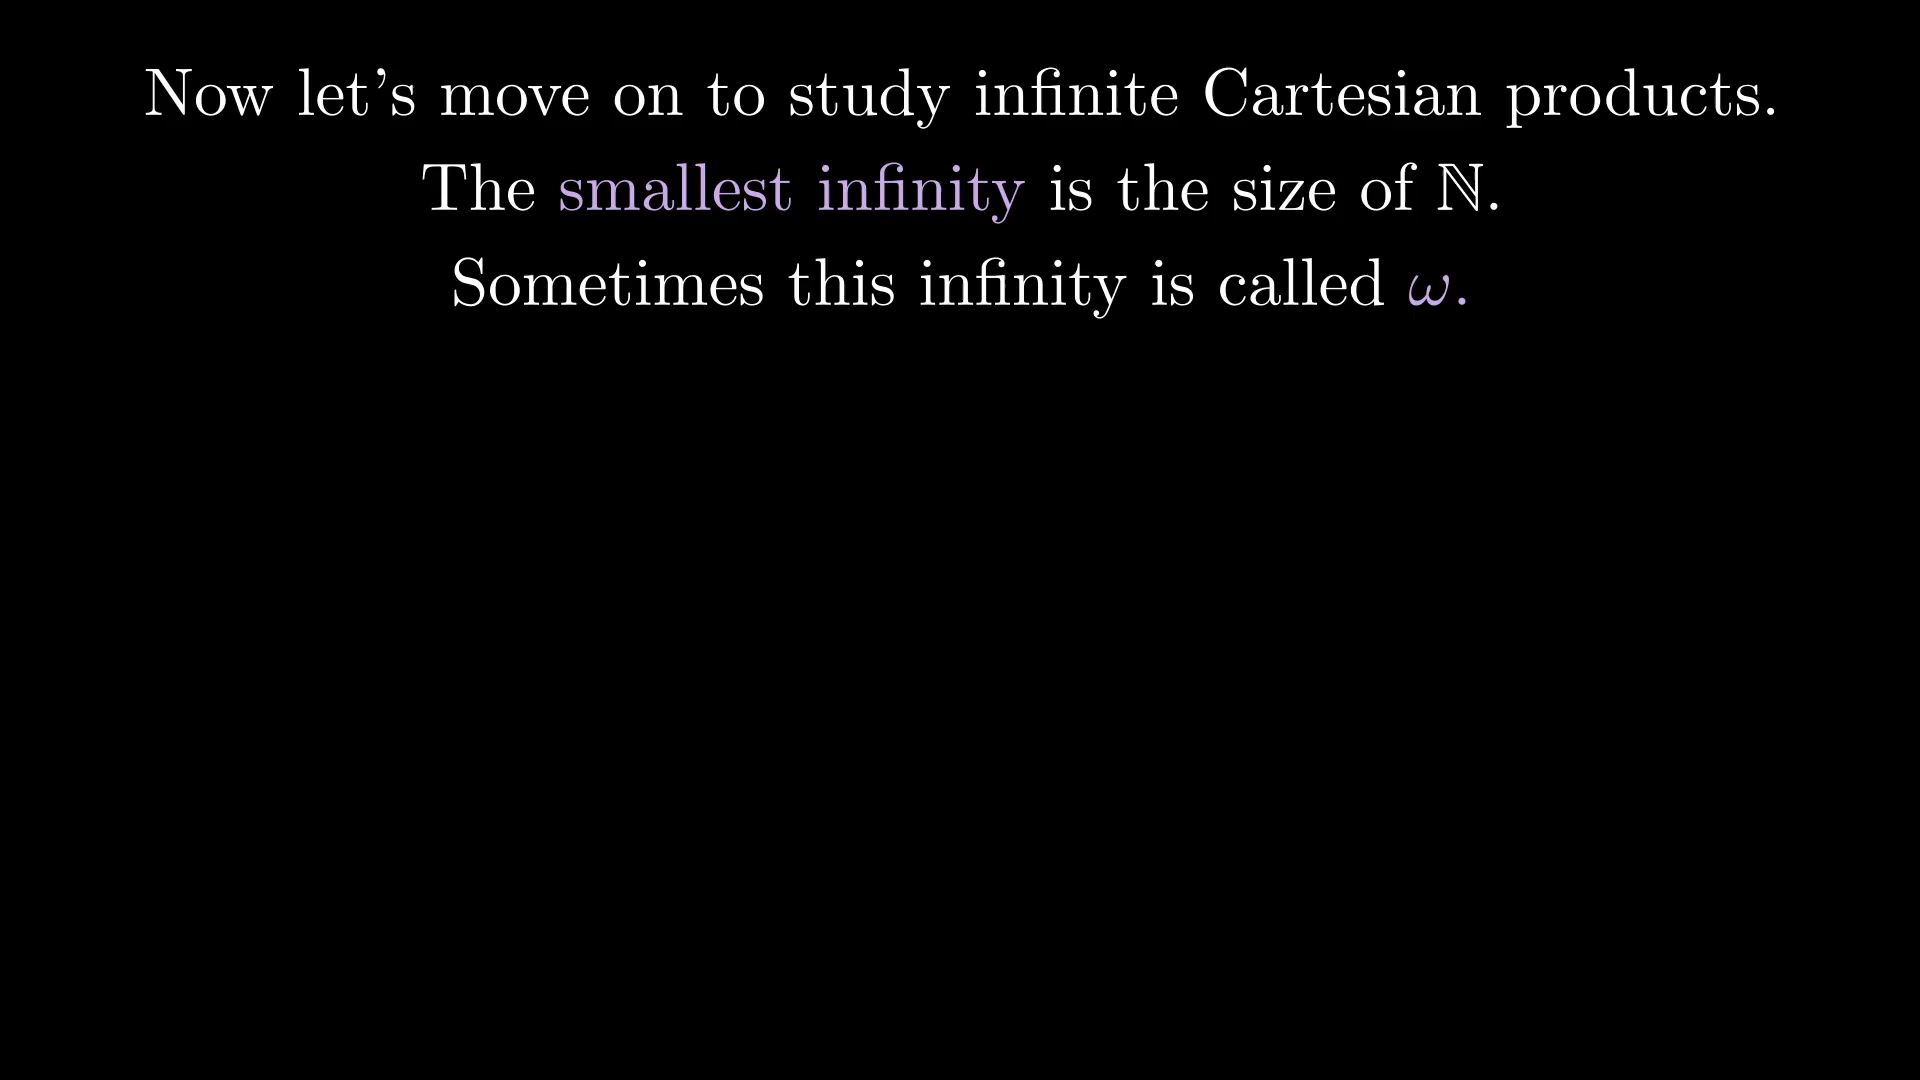 Now let's move on to study infinite Cartesian products.
The smallest infinity is the size of ℕ.
Sometimes this infinity is called ω.